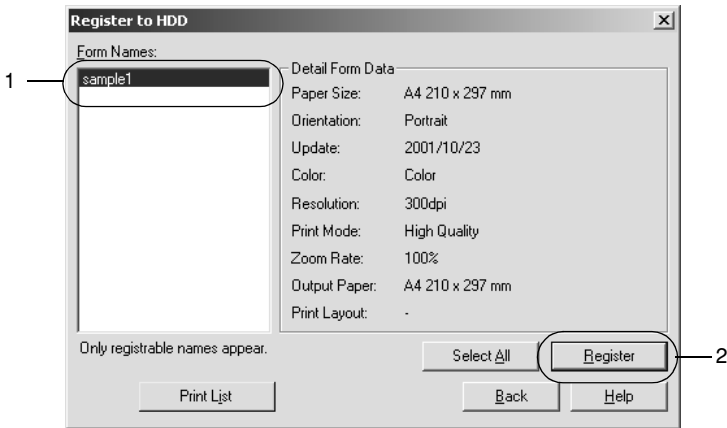 Register to HDD
Form Names:
1
sample1
Detail Form Data
Paper Size: A4 210 x 297 mm
Orientation: Portrait
Update: 2001/10/23
Color: Color
Resolution: 300dpi
Print Mode: High Quality
Zoom Rate: 100%
Output Paper: A4 210 x 297 mm
Print Layout: -
Only registrable names appear.
Select All
Register
2
Print List
Back
Help